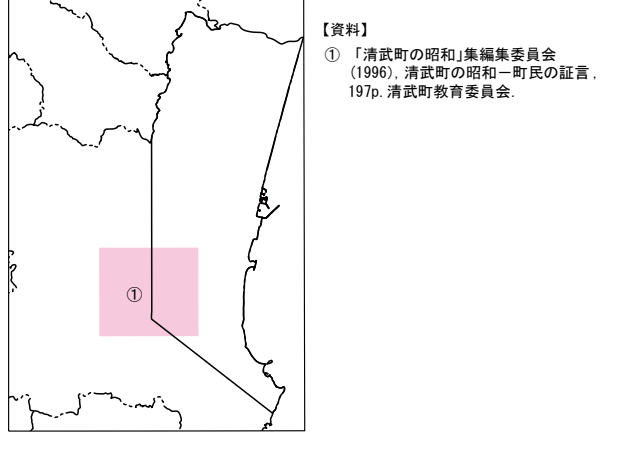 【資料】
① 「清武町の昭和」集編集委員会
(1996), 清武町の昭和－町民の証言,
197p. 清武町教育委員会.
①